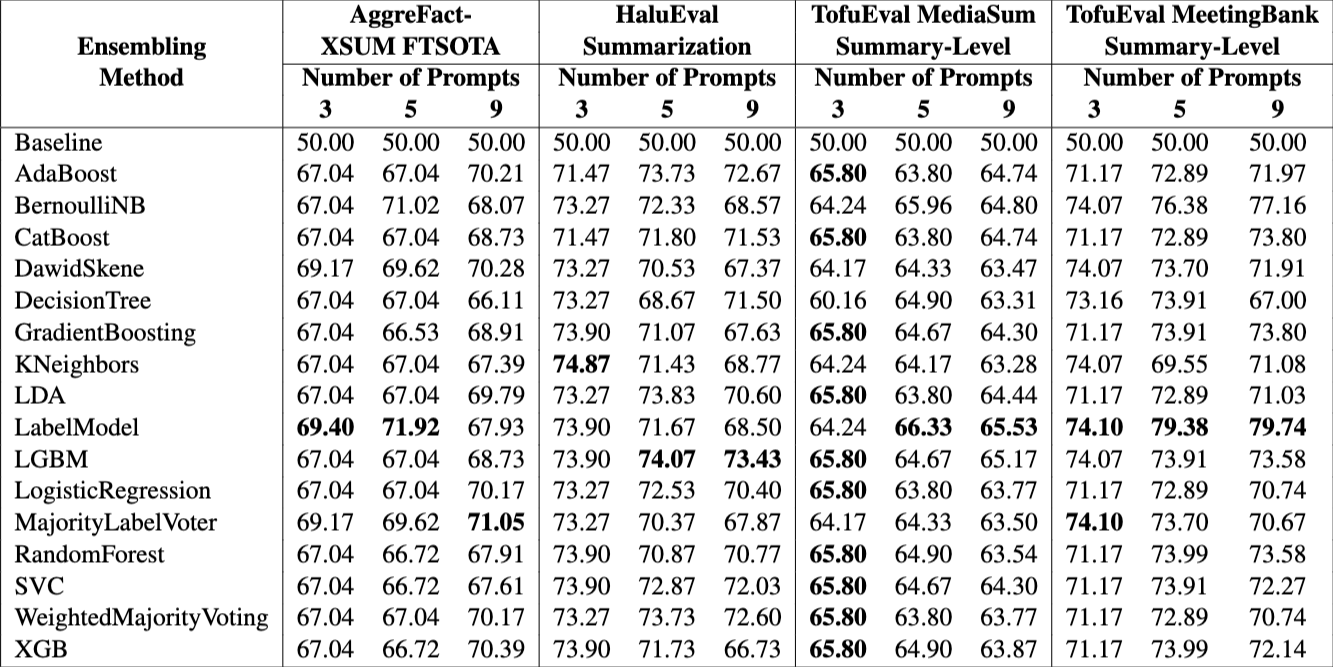 AggreFact- HaluEval TofuEval MediaSum TofuEval MeetingBank
Ensembling XSUM FTSOTA Summarization Summary-Level Summary-Level
Method Number of Prompts Number of Prompts Number of Prompts Number of Prompts
3 5 9 3 5 9 3 5 9 3 5 9
Baseline 50.00 50.00 50.00 50.00 50.00 50.00 50.00 50.00 50.00 50.00 50.00 50.00
AdaBoost 67.04 67.04 70.21 71.47 73.73 72.67 65.80 63.80 64.74 71.17 72.89 71.97
BernoulliNB 67.04 71.02 68.07 73.27 72.33 68.57 64.24 65.96 64.80 74.07 76.38 77.16
CatBoost 67.04 67.04 68.73 71.47 71.80 71.53 65.80 63.80 64.74 71.17 72.89 73.80
DawidSkene 69.17 69.62 70.28 73.27 70.53 67.37 64.17 64.33 63.47 74.07 73.70 71.91
DecisionTree 67.04 67.04 66.11 73.27 68.67 71.50 60.16 64.90 63.31 73.16 73.91 67.00
GradientBoosting 67.04 66.53 68.91 73.90 71.07 67.63 65.80 64.67 64.30 71.17 73.91 73.80
KNeighbors 67.04 67.04 67.39 74.87 71.43 68.77 64.24 64.17 63.28 74.07 69.55 71.08
LDA 67.04 67.04 69.79 73.27 73.83 70.60 65.80 63.80 64.44 71.17 72.89 71.03
LabelModel 69.40 71.92 67.93 73.90 71.67 68.50 64.24 66.33 65.53 74.10 79.38 79.74
LGBM 67.04 67.04 68.73 73.90 74.07 73.43 65.80 64.67 65.17 74.07 73.91 73.58
LogisticRegression 67.04 67.04 70.17 73.27 72.53 70.40 65.80 63.80 63.77 71.17 72.89 70.74
MajorityLabelVoter 69.17 69.62 71.05 73.27 70.37 67.87 64.17 64.33 63.50 74.10 73.70 70.67
RandomForest 67.04 66.72 67.91 73.90 70.87 70.77 65.80 64.90 63.54 71.17 73.99 73.58
SVC 67.04 66.72 67.61 73.90 72.87 72.03 65.80 64.67 64.30 71.17 73.91 72.27
WeightedMajorityVoting 67.04 67.04 70.17 73.27 73.73 72.60 65.80 63.80 63.77 71.17 72.89 70.74
XGB 67.04 66.72 70.39 73.90 71.73 66.73 65.80 64.90 63.87 71.17 73.99 72.14